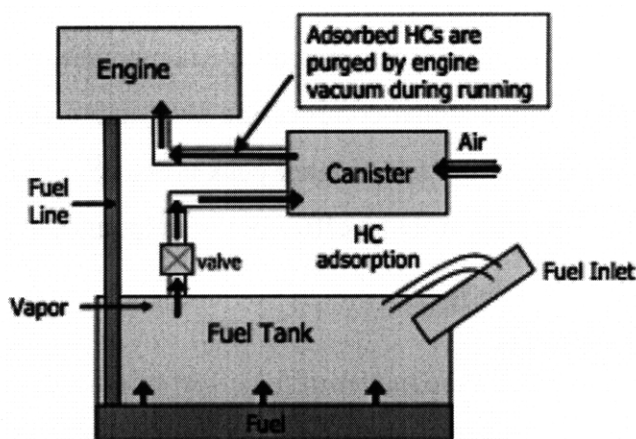 Adsorbed HCs are
purged by engine
vacuum during running
Engine
Air
Canister
Fuel
Line
HC
adsorption
valve
Fuel Inlet
Vapor
Fuel Tank
Fuel